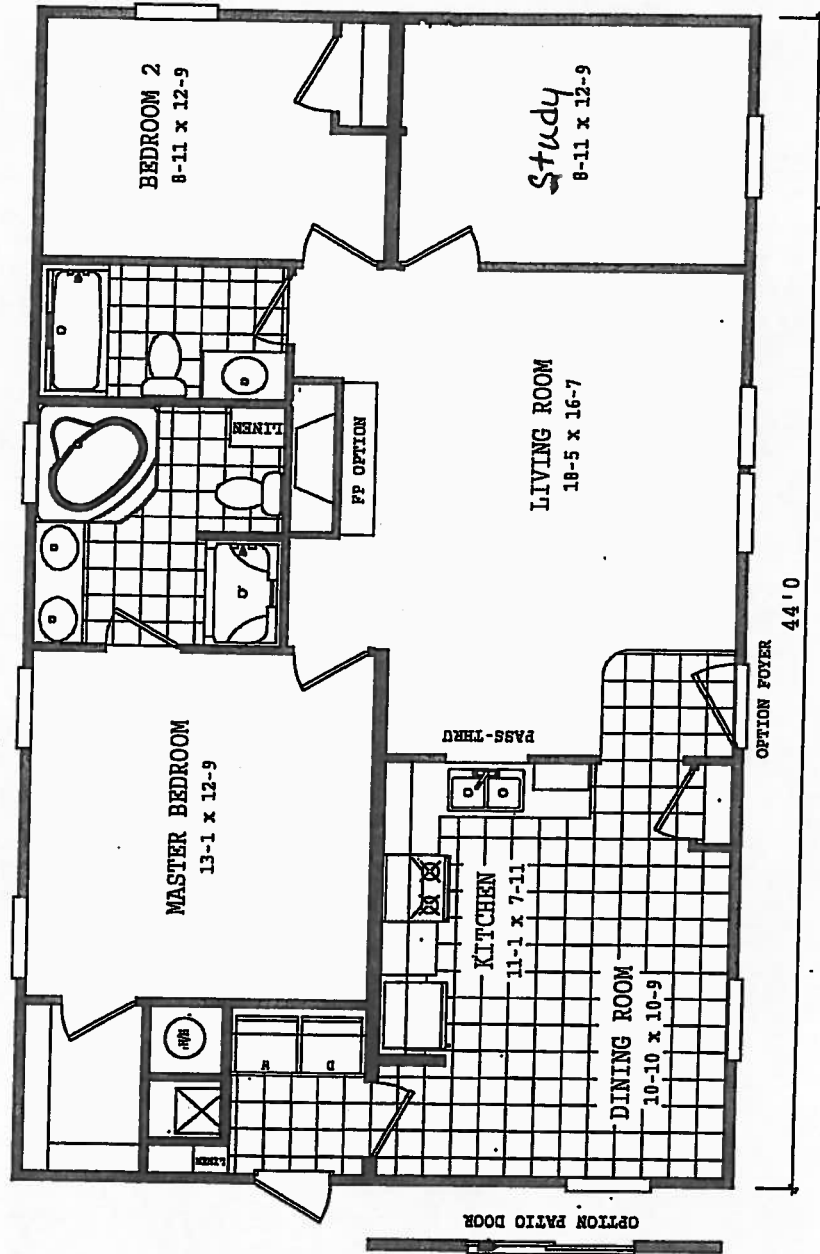 BEDROOM 2
8-11 x 12-9
Study
8-11 x 12-9
LINEN
FP OPTION
LIVING ROOM
18-5 x 16-7
MASTER BEDROOM
13-1 x 12-9
PASS-THRU
OPTION FOYER
44'0
KITCHEN
11-1 x 7-11
DINING ROOM
10-10 x 10-9
W/H
W
D
LINEN
OPTION PATIO DOOR